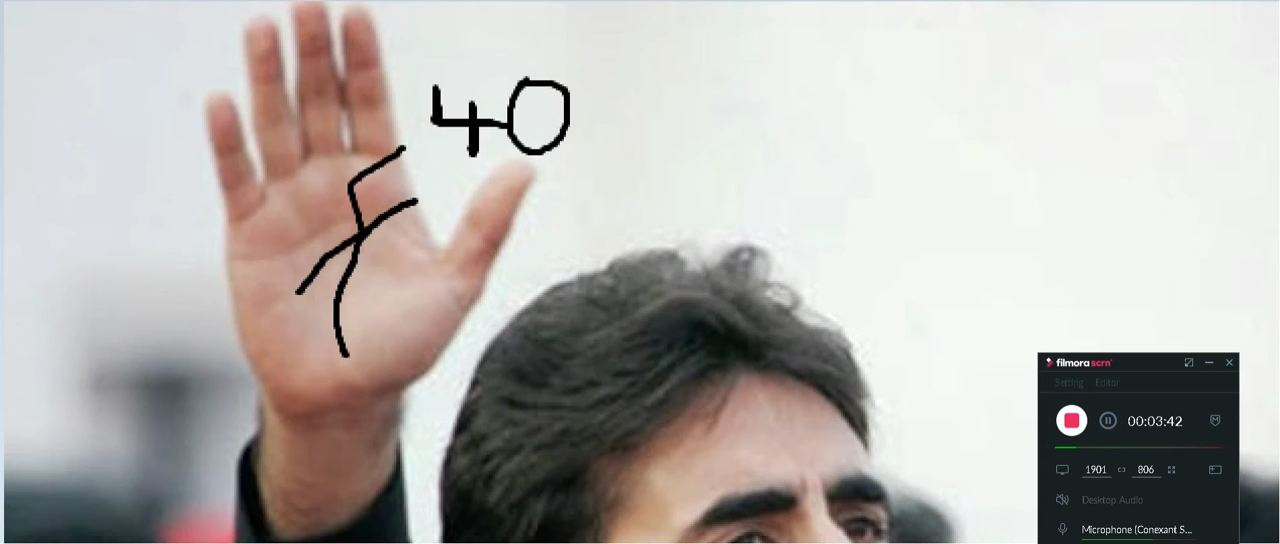 40
F
filmora scrn
Setting Editor
00:03:42
1901 806
Desktop Audio
Microphone (Conexant S...